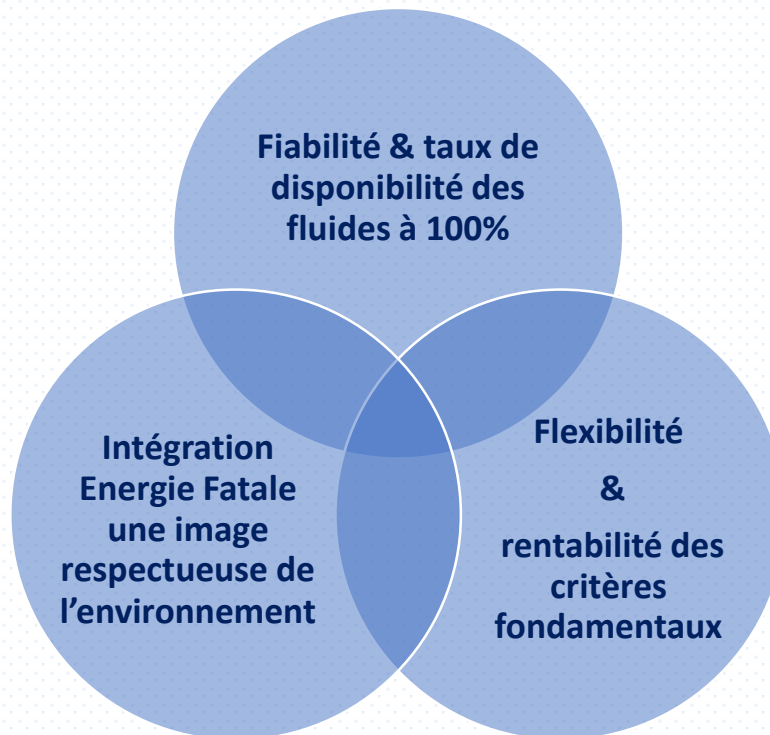 Fiabilité & taux de
disponibilité des
fluides à 100%
Intégration
Energie Fatale
une image
respectueuse de
l’environnement
Flexibilité
&
rentabilité des
critères
fondamentaux